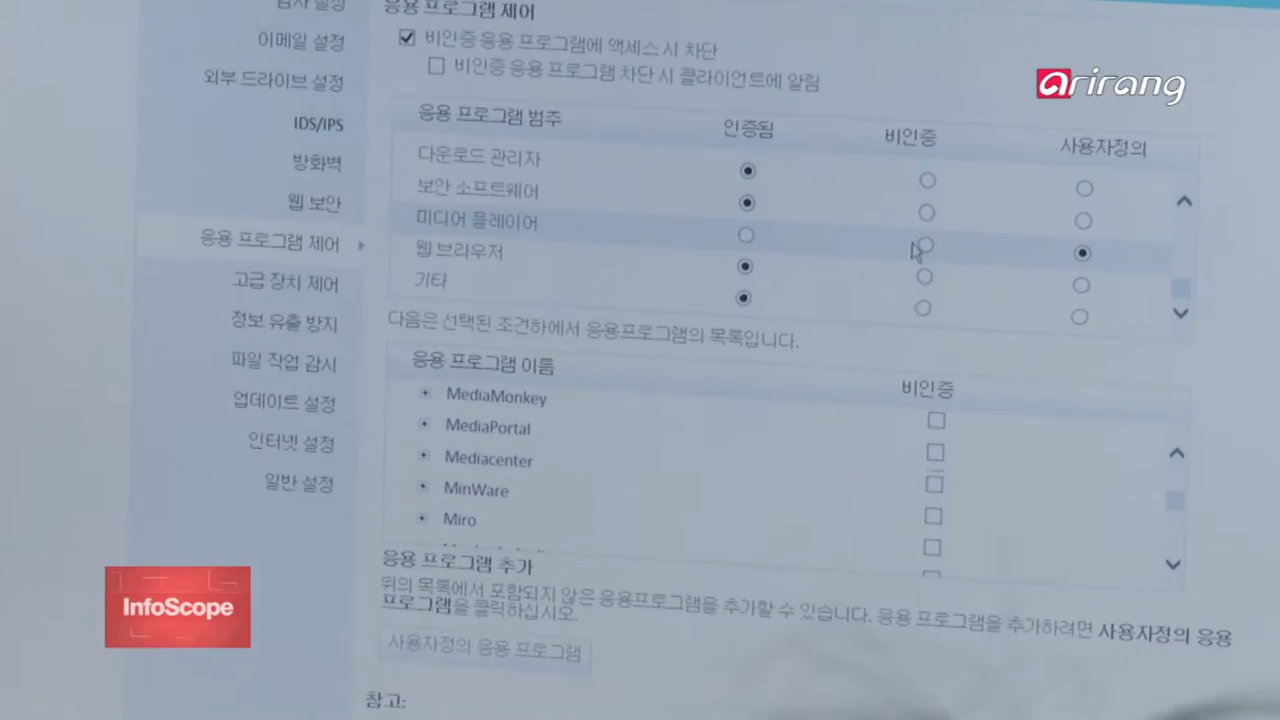 검사 설정
이메일 설정
외부 드라이브 설정
IDS/IPS
방화벽
웹 보안
응용 프로그램 제어
고급 장치 제어
정보 유출 방지
파일 작업 감시
업데이트 설정
인터넷 설정
일반 설정
응용 프로그램 제어
비인증 응용 프로그램에 액세스 시 차단
비인증 응용 프로그램 차단 시 클라이언트에 알림
응용 프로그램 범주 인증됨 비인증 사용자정의
다운로드 관리자
보안 소프트웨어
미디어 플레이어
웹 브라우저
기타
다음은 선택된 조건하에서 응용프로그램의 목록입니다.
응용 프로그램 이름 비인증
MediaMonkey
MediaPortal
Mediacenter
MinWare
Miro
응용 프로그램 추가
위의 목록에서 포함되지 않은 응용프로그램을 추가할 수 있습니다. 응용 프로그램을 추가하려면 사용자정의 응용
프로그램을 클릭하십시오.
사용자정의 응용 프로그램
참고:
arirang
InfoScope